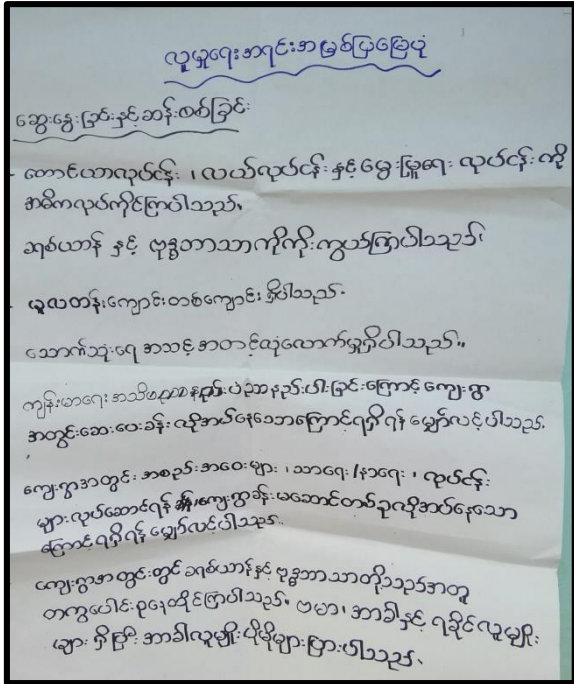 လူမှုရေးအရင်းအမြစ်ပြမြေပုံ
ဆွေးနွေးခြင်းနှင့်ဆန်းစစ်ခြင်း
- တောင်ယာလုပ်ငန်း ၊ လယ်လုပ်ငန်း နှင့် မွေးမြူရေး လုပ်ငန်း ကို
အဓိကလုပ်ကိုင်ကြပါသည်။
ခရစ်ယာန် နှင့် ဗုဒ္ဓဘာသာကိုကိုးကွယ်ကြပါသည်၊
- မူလတန်းကျောင်းတစ်ကျောင်း ရှိပါသည်။
သောက်သုံးရေ အသင့်အတင့်လုံလောက်မှုရှိပါသည်။
ကျန်းမာရေး အသိပညာနည်းပါးခြင်းကြောင့် ကျေးရွာ
အတွင်းဆေးပေးခန်း လိုအပ်နေသောကြောင့်ရရှိရန် မျှော်လင့်ပါသည်။
ကျေးရွာအတွင်း အစည်းအဝေးများ ၊ သာရေး/နာရေး ၊ လုပ်ငန်း
များ လုပ်ဆောင်ရန် ကျေးရွာခန်းမဆောင်တစ်ခုလိုအပ်နေသော
ကြောင့် ရရှိရန် မျှော်လင့်ပါသည်။
ကျေးရွာအတွင်းတွင် ခရစ်ယာန်နှင့် ဗုဒ္ဓဘာသာတို့သည်အတူ
တကွပေါင်းစုနေထိုင်ကြပါသည်၊ ဗမာ၊ အာခါနှင့် ရခိုင်လူမျိုး
များ ရှိပြီး အာခါလူမျိုး ပိုမိုများပြားပါသည်။